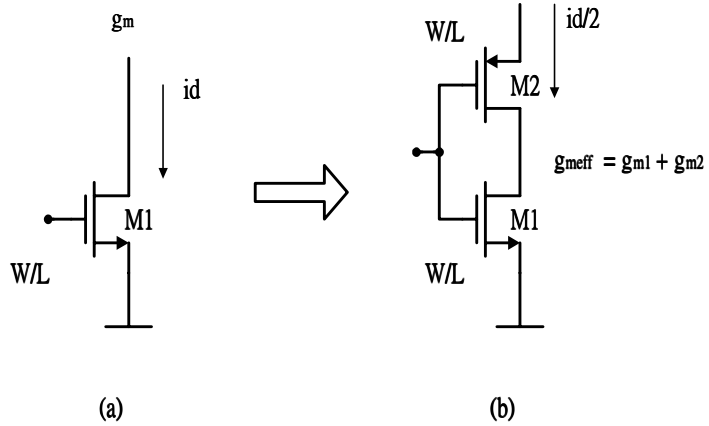 gm
id
M1
W/L
(a)
W/L
id/2
M2
gmeff = gm1 + gm2
M1
W/L
(b)